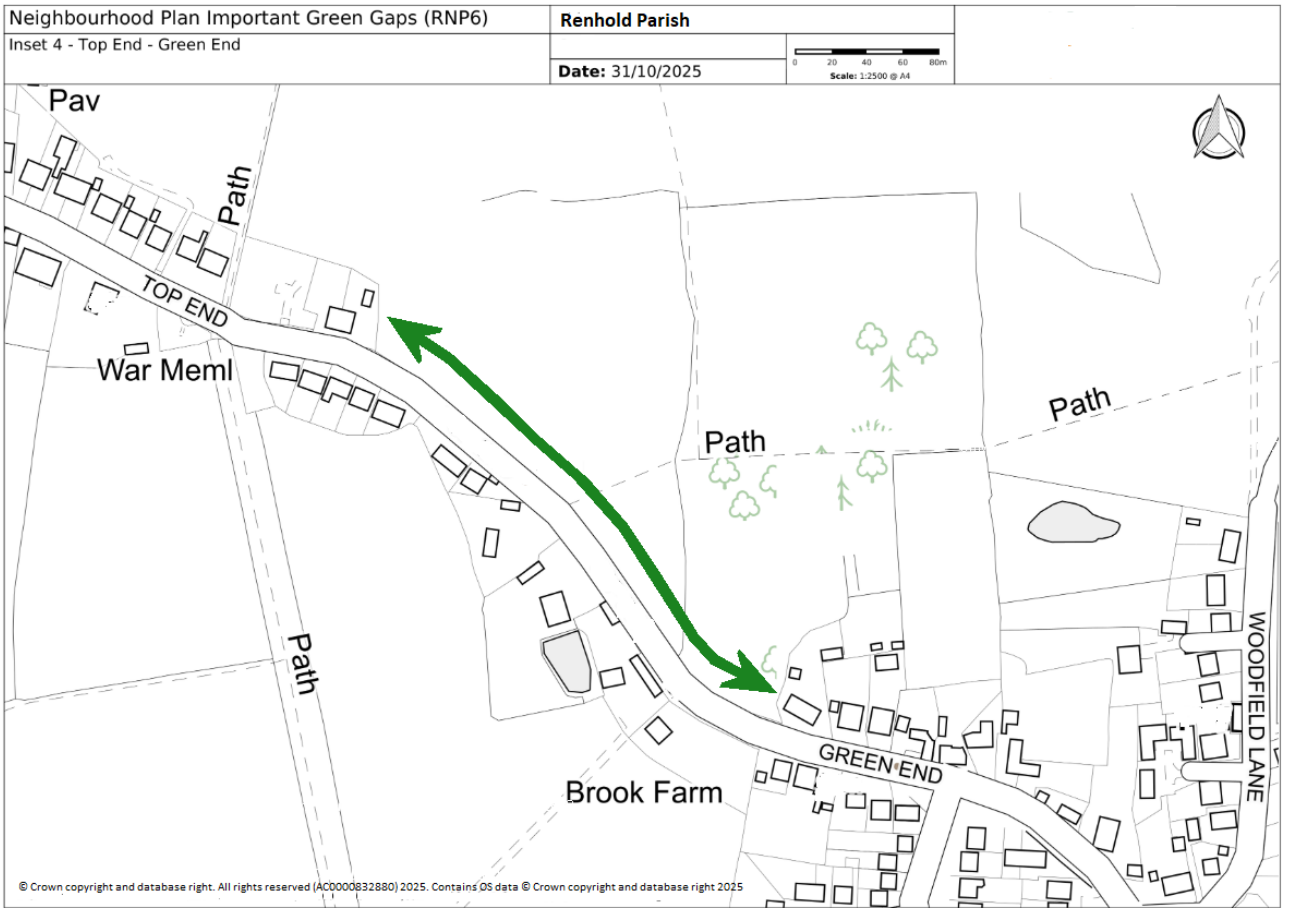 Neighbourhood Plan Important Green Gaps (RNP6)
Renhold Parish
Inset 4 - Top End - Green End
Date: 31/10/2025
0 20 40 60 80m
Scale: 1:2500 @ A4
Pav
Path
TOP END
War Meml
Path
Path
Path
WOODFIELD LANE
GREEN END
Brook Farm
© Crown copyright and database right. All rights reserved (AC0000832880) 2025. Contains OS data © Crown copyright and database right 2025